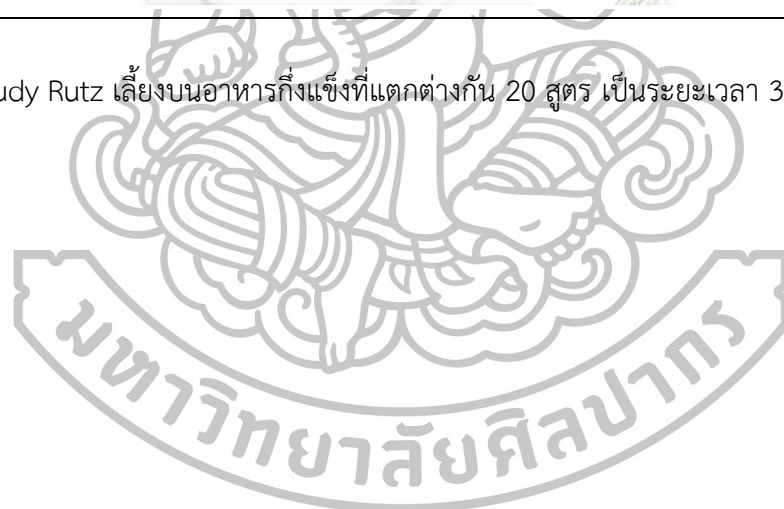 udy Rutz เลี้ยงบนอาหารกึ่งแข็งที่แตกต่างกัน 20 สูตร เป็นระยะเวลา 3
มหาวิทยาลัยศิลปากร